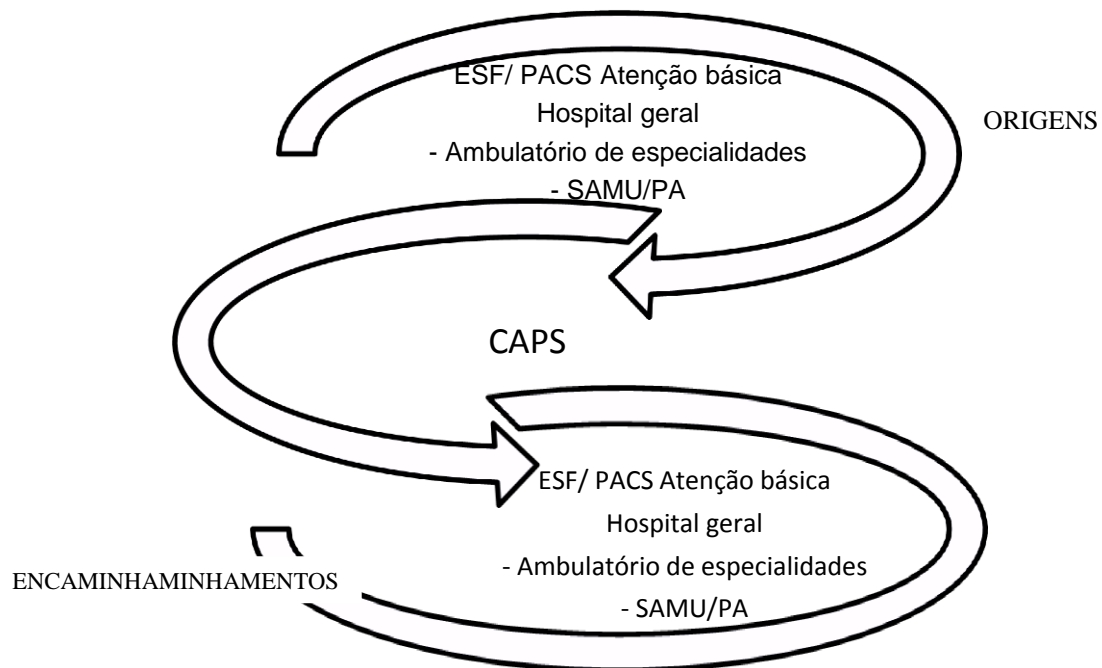 ESF/ PACS Atenção básica
Hospital geral
ORIGENS
- Ambulatório de especialidades
- SAMU/PA
CAPS
ESF/ PACS Atenção básica
Hospital geral
- Ambulatório de especialidades
ENCAMINHAMINHAMENTOS
- SAMU/PA